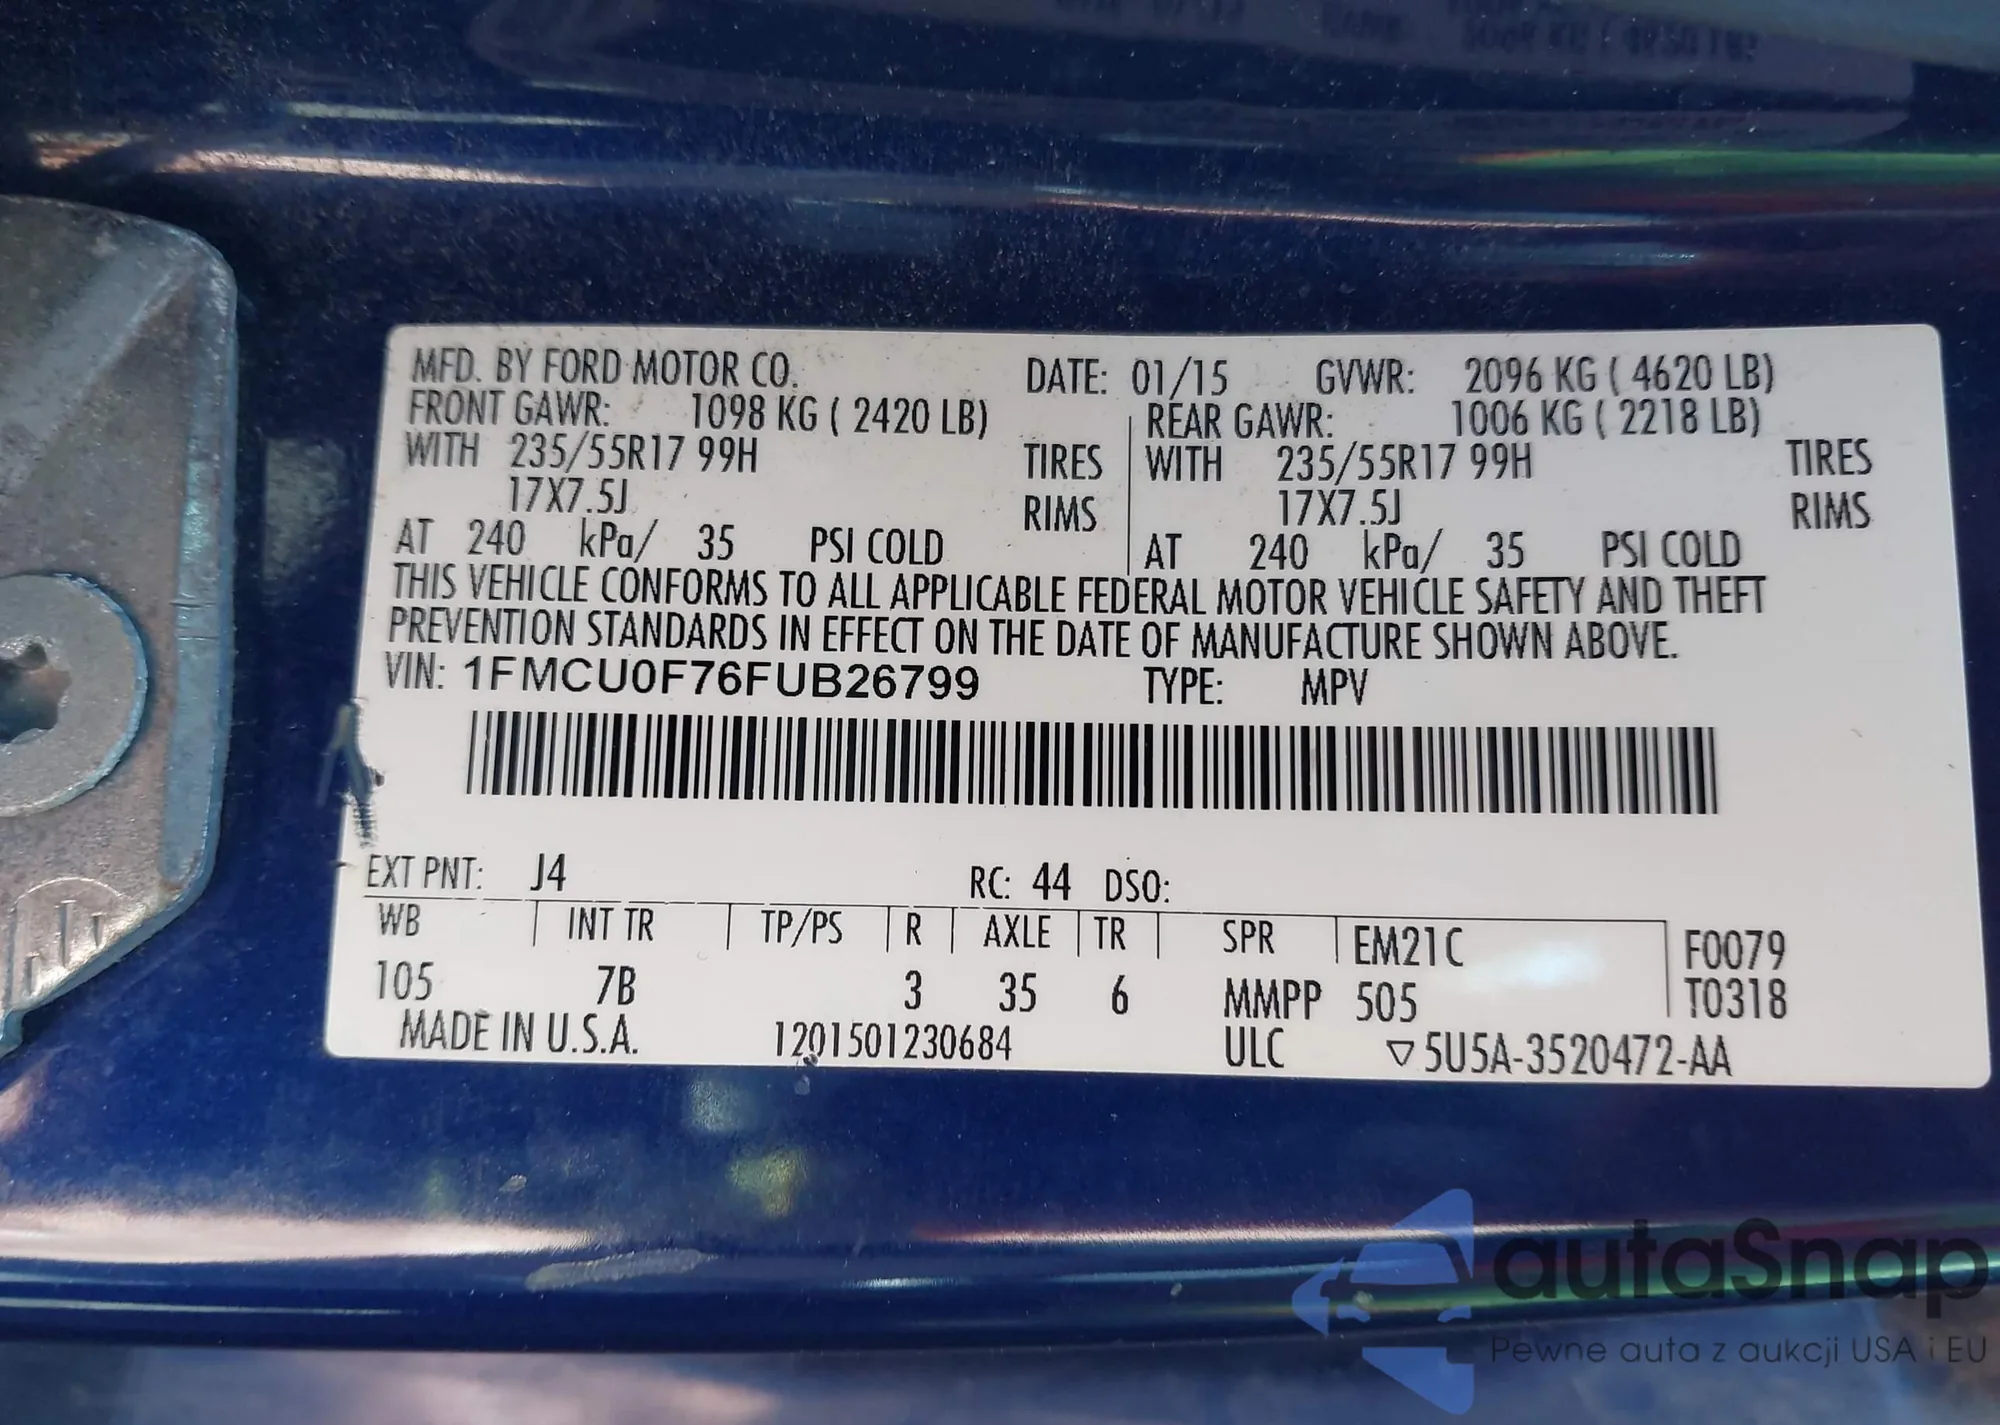 MFD. BY FORD MOTOR CO. DATE: 01/15 GVWR: 2096 KG ( 4620 LB)
FRONT GAWR: 1098 KG ( 2420 LB) REAR GAWR: 1006 KG ( 2218 LB)
WITH 235/55R17 99H TIRES WITH 235/55R17 99H TIRES
17X7.5J RIMS 17X7.5J RIMS
AT 240 kPa/ 35 PSI COLD AT 240 kPa/ 35 PSI COLD
THIS VEHICLE CONFORMS TO ALL APPLICABLE FEDERAL MOTOR VEHICLE SAFETY AND THEFT
PREVENTION STANDARDS IN EFFECT ON THE DATE OF MANUFACTURE SHOWN ABOVE.
VIN: 1FMCU0F76FUB26799 TYPE: MPV
EXT PNT: J4 RC: 44 DSO:
WB INT TR TP/PS R AXLE TR SPR EM21C F0079
105 7B 3 35 6 MMPP 505 T0318
MADE IN U.S.A. 1201501230684 ULC ▽5U5A-3520472-AA
autaSnap
Pewne auta z aukcji USA i EU